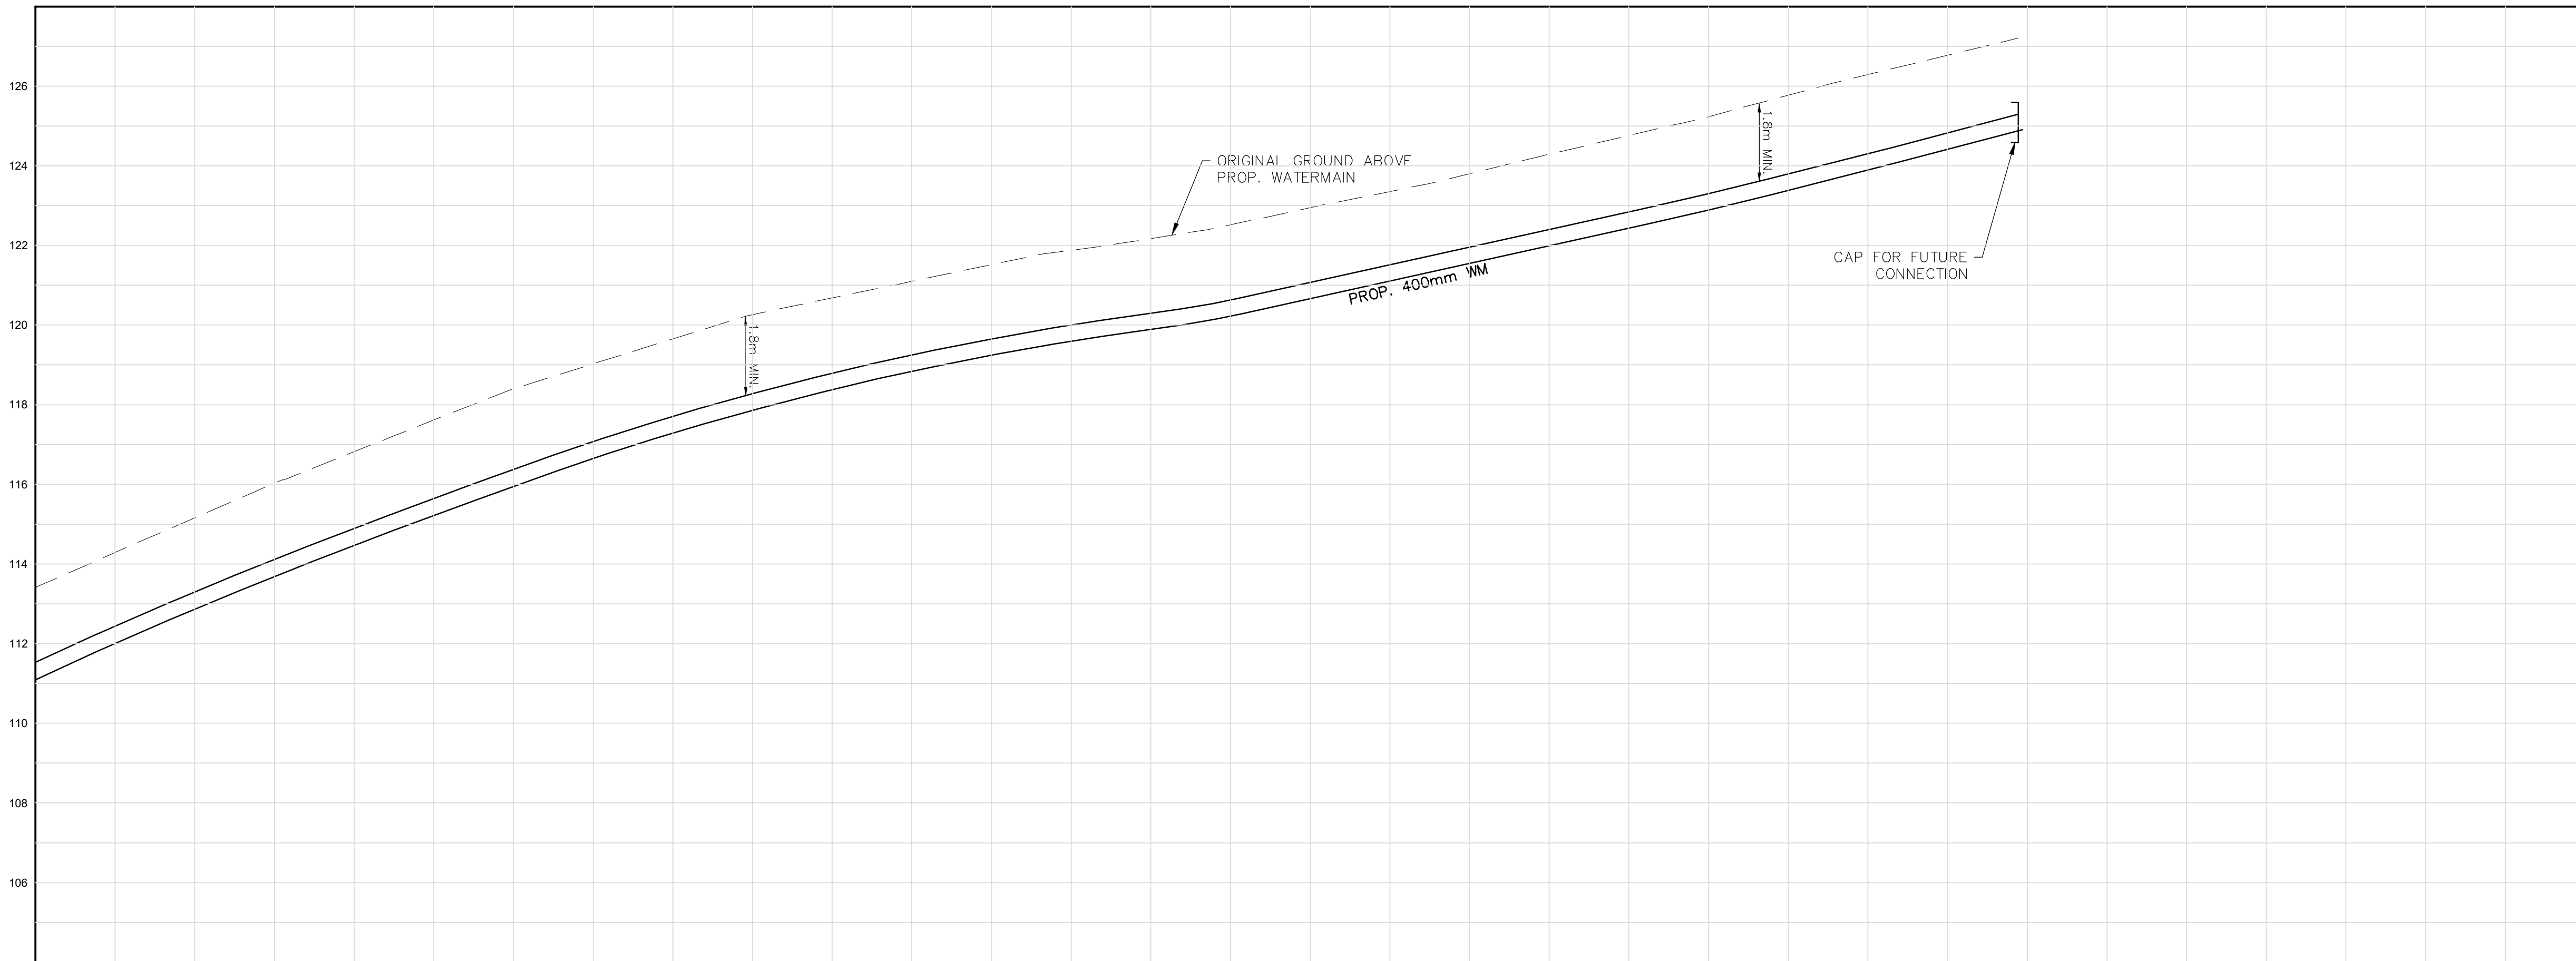 126
124
122
120
118
116
114
112
110
108
106
ORIGINAL GROUND ABOVE
PROP. WATERMAIN
1.8m MIN.
1.8m MIN.
PROP. 400mm WM
CAP FOR FUTURE
CONNECTION